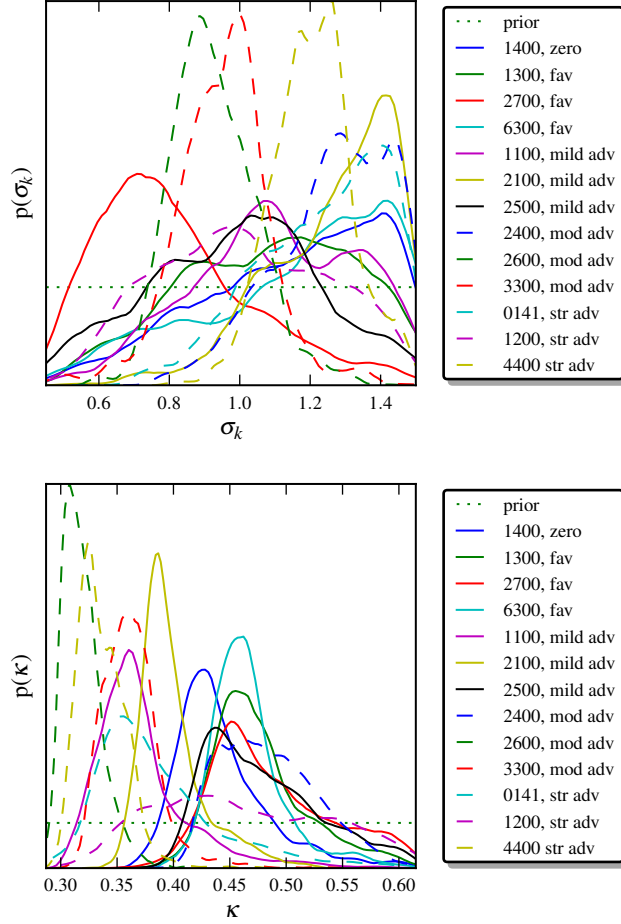 p(σk)
0.6 0.8 1.0 1.2 1.4
σk
prior
1400, zero
1300, fav
2700, fav
6300, fav
1100, mild adv
2100, mild adv
2500, mild adv
2400, mod adv
2600, mod adv
3300, mod adv
0141, str adv
1200, str adv
4400 str adv
p(κ)
0.30 0.35 0.40 0.45 0.50 0.55 0.60
κ
prior
1400, zero
1300, fav
2700, fav
6300, fav
1100, mild adv
2100, mild adv
2500, mild adv
2400, mod adv
2600, mod adv
3300, mod adv
0141, str adv
1200, str adv
4400 str adv